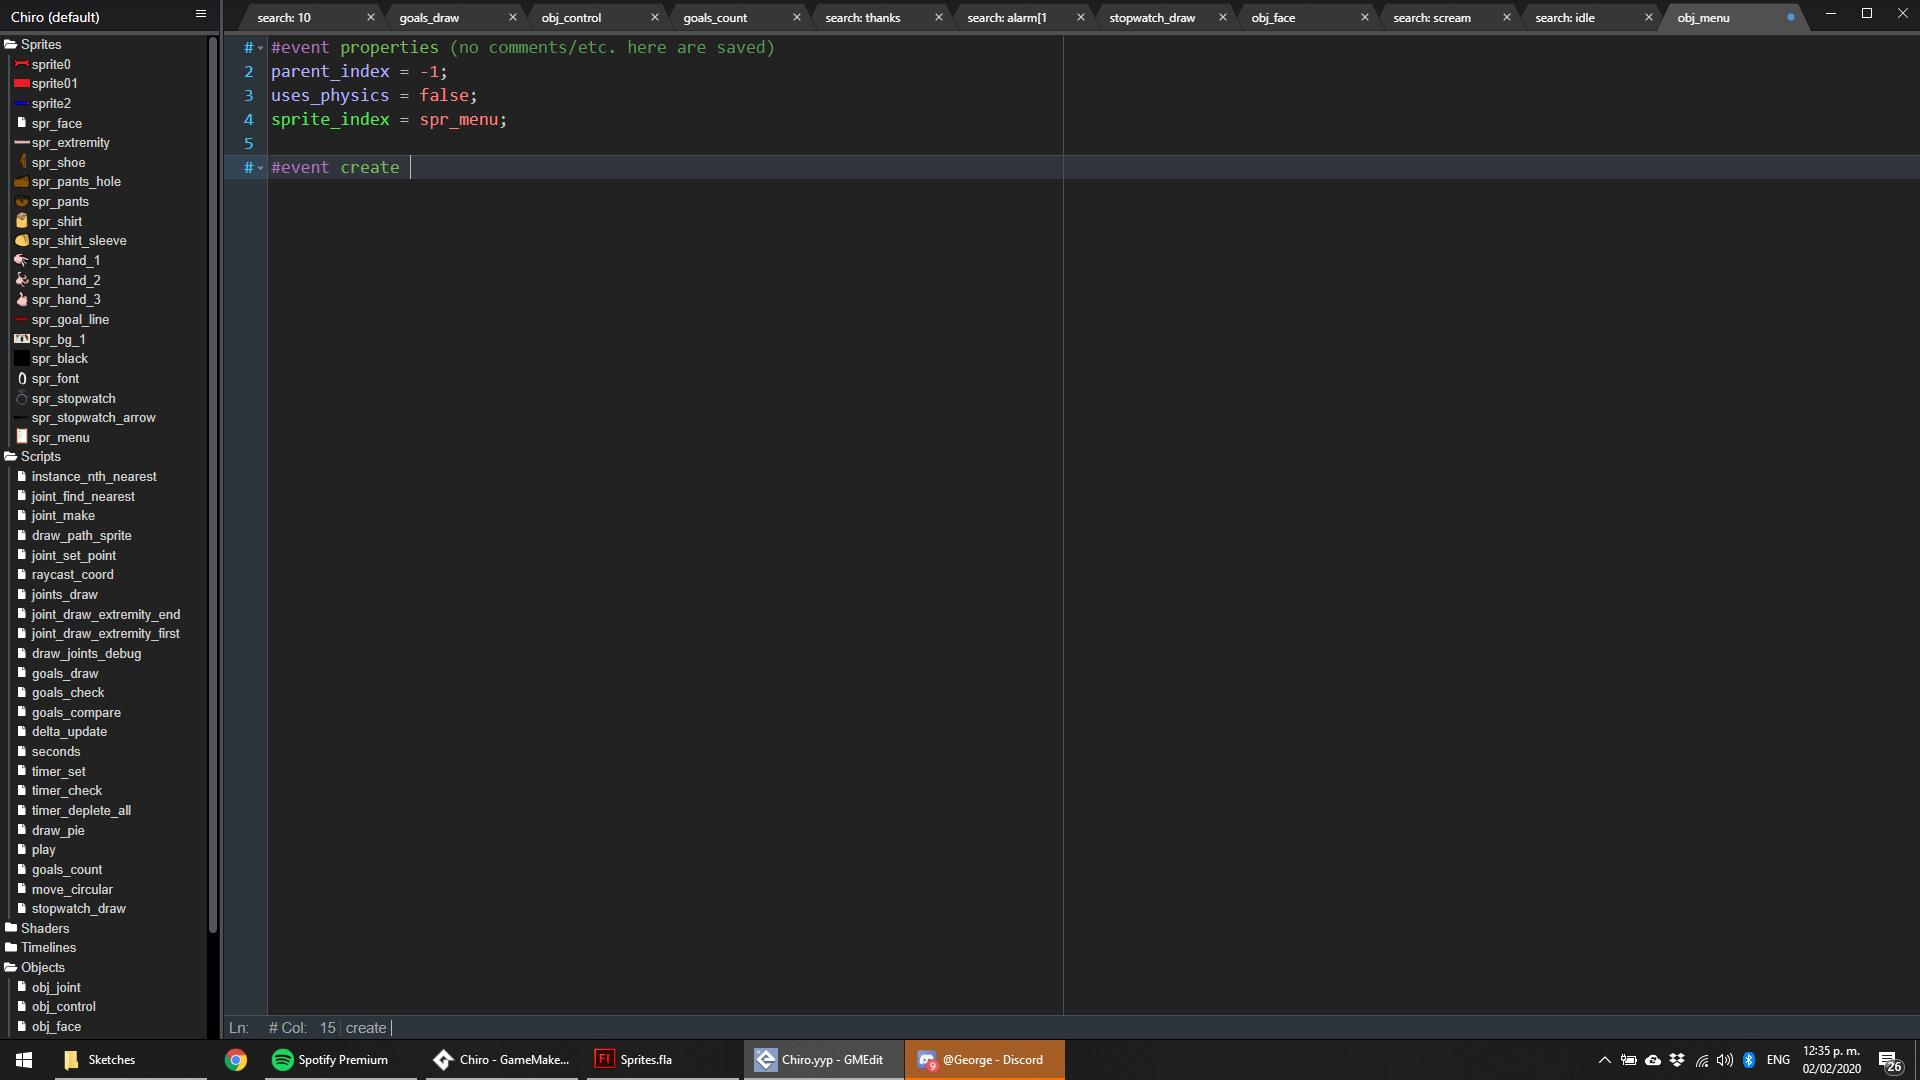 Chiro (default)
search: 10
goals_draw
obj_control
goals_count
search: thanks
search: alarm[1
stopwatch_draw
obj_face
search: scream
search: idle
obj_menu
Sprites
sprite0
sprite01
sprite2
spr_face
spr_extremity
spr_shoe
spr_pants_hole
spr_pants
spr_shirt
spr_shirt_sleeve
spr_hand_1
spr_hand_2
spr_hand_3
spr_goal_line
spr_bg_1
spr_black
spr_font
spr_stopwatch
spr_stopwatch_arrow
spr_menu
Scripts
instance_nth_nearest
joint_find_nearest
joint_make
draw_path_sprite
joint_set_point
raycast_coord
joints_draw
joint_draw_extremity_end
joint_draw_extremity_first
draw_joints_debug
goals_draw
goals_check
goals_compare
delta_update
seconds
timer_set
timer_check
timer_deplete_all
draw_pie
play
goals_count
move_circular
stopwatch_draw
Shaders
Timelines
Objects
obj_joint
obj_control
obj_face
# #event properties (no comments/etc. here are saved)
2 parent_index = -1;
3 uses_physics = false;
4 sprite_index = spr_menu;
5
# #event create
Ln: # Col: 15 create
Sketches
Spotify Premium
Chiro - GameMake...
Fl Sprites.fla
Chiro.yyp - GMEdit
9 @George - Discord
ENG
12:35 p. m.
02/02/2020
26